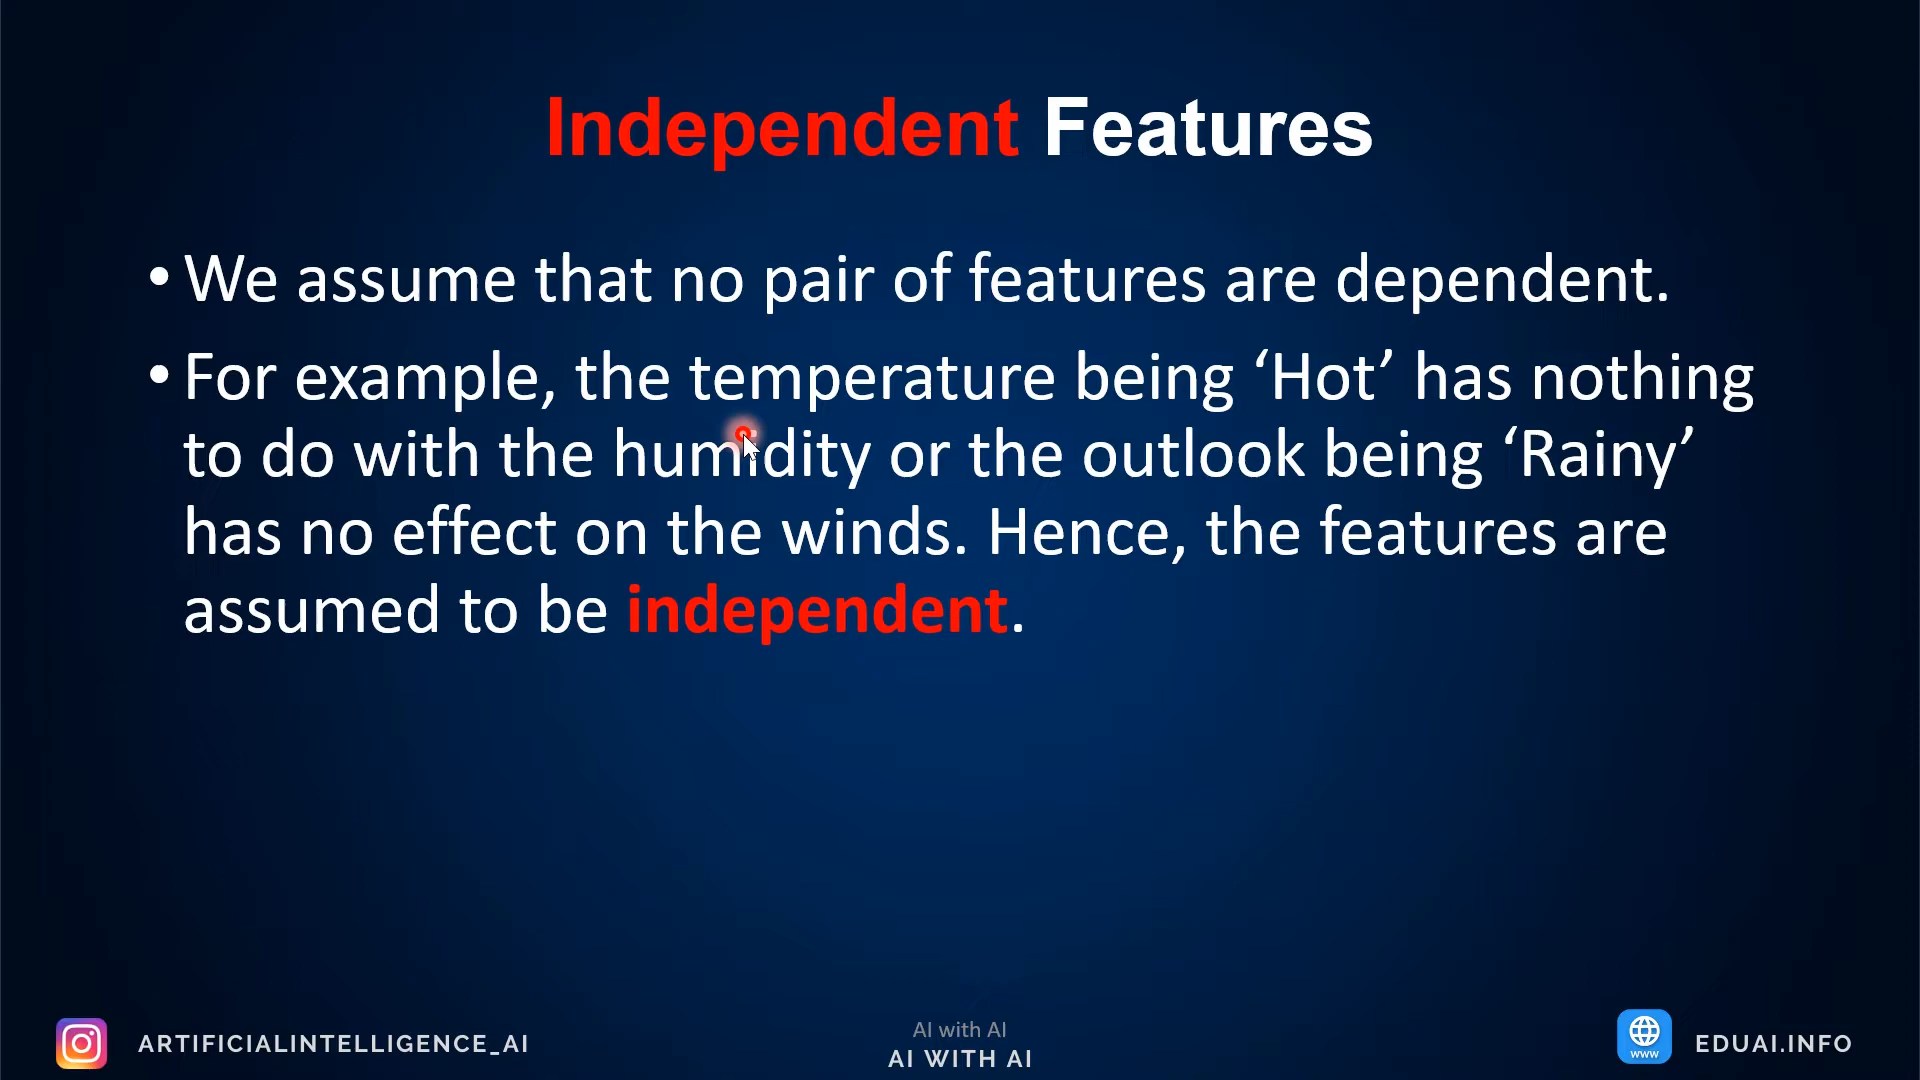 Independent Features
• We assume that no pair of features are dependent.
• For example, the temperature being ‘Hot’ has nothing
to do with the humidity or the outlook being ‘Rainy’
has no effect on the winds. Hence, the features are
assumed to be independent.
ARTIFICIALINTELLIGENCE_AI
AI with AI
AI WITH AI
www
EDUAI.INFO